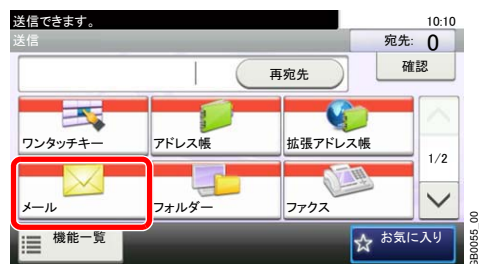 送信できます。
10:10
送信
宛先: 0
再宛先
確認
ワンタッチキー
アドレス帳
拡張アドレス帳
1/2
メール
フォルダー
ファクス
機能一覧
お気に入り
GB0055_00